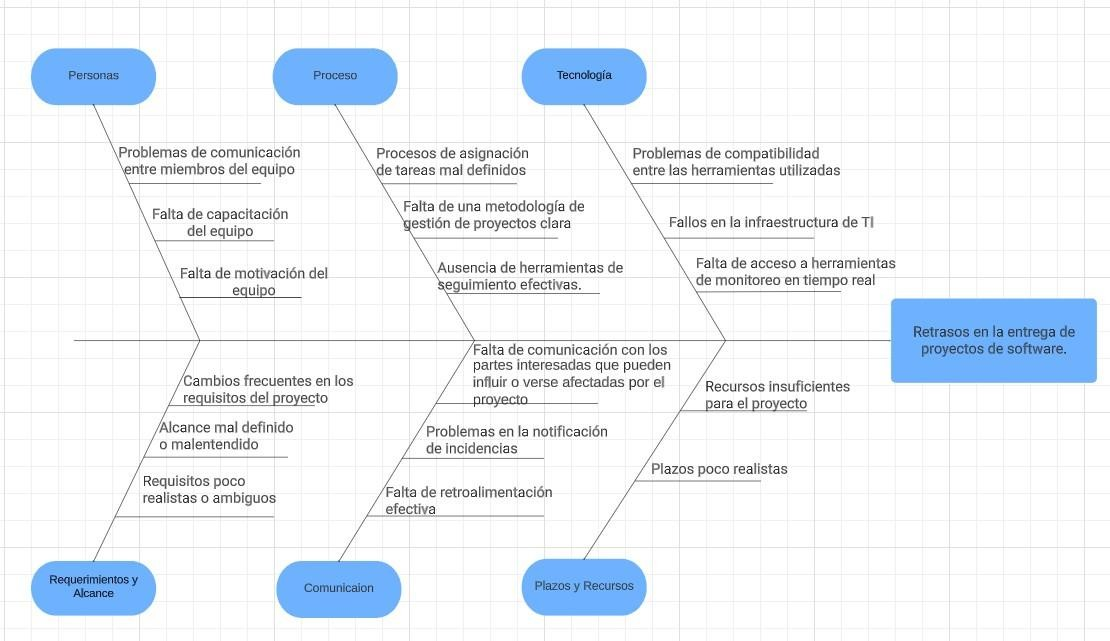 Personas
Proceso
Tecnología
Problemas de comunicación
entre miembros del equipo
Falta de capacitación
del equipo
Falta de motivación del
equipo
Procesos de asignación
de tareas mal definidos
Falta de una metodología de
gestión de proyectos clara
Ausencia de herramientas de
seguimiento efectivas.
Problemas de compatibilidad
entre las herramientas utilizadas
Fallos en la infraestructura de TI
Falta de acceso a herramientas
de monitoreo en tiempo real
Retrasos en la entrega de
proyectos de software.
Cambios frecuentes en los
requisitos del proyecto
Alcance mal definido
o malentendido
Requisitos poco
realistas o ambiguos
Falta de comunicación con los
partes interesadas que pueden
influir o verse afectadas por el
proyecto
Problemas en la notificación
de incidencias
Falta de retroalimentación
efectiva
Recursos insuficientes
para el proyecto
Plazos poco realistas
Requerimientos y
Alcance
Comunicaion
Plazos y Recursos